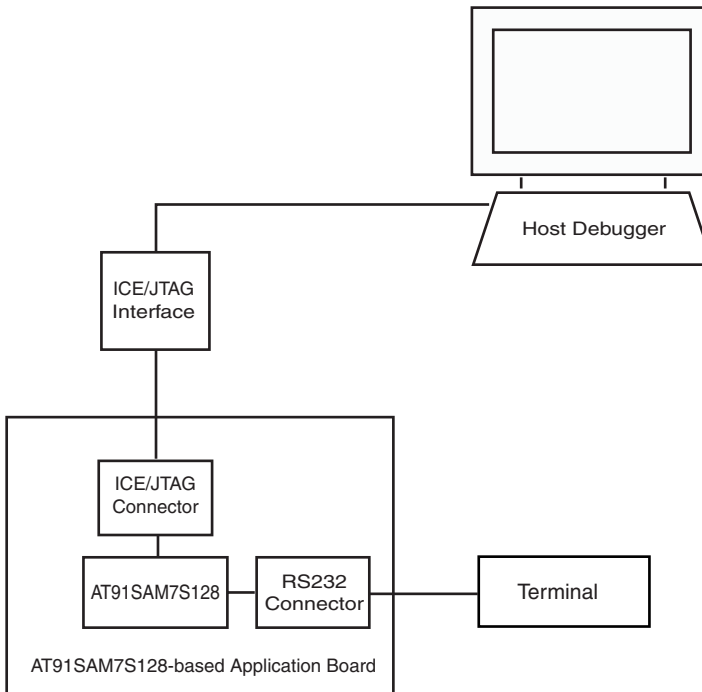 Host Debugger
ICE/JTAG
Interface
ICE/JTAG
Connector
AT91SAM7S128
RS232
Connector
Terminal
AT91SAM7S128-based Application Board